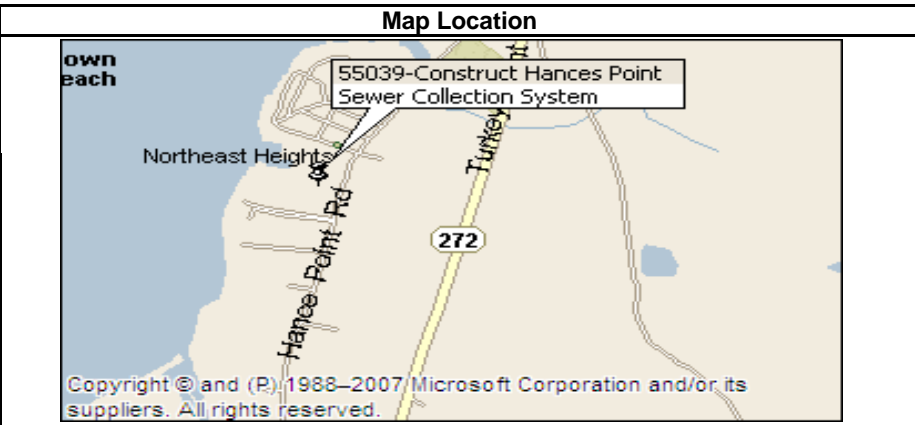 Map Location
own
each
55039-Construct Hances Point
Sewer Collection System
Turkey
Northeast Heights
272
Hance Point Rd
Copyright © and (P) 1988–2007 Microsoft Corporation and/or its
suppliers. All rights reserved.